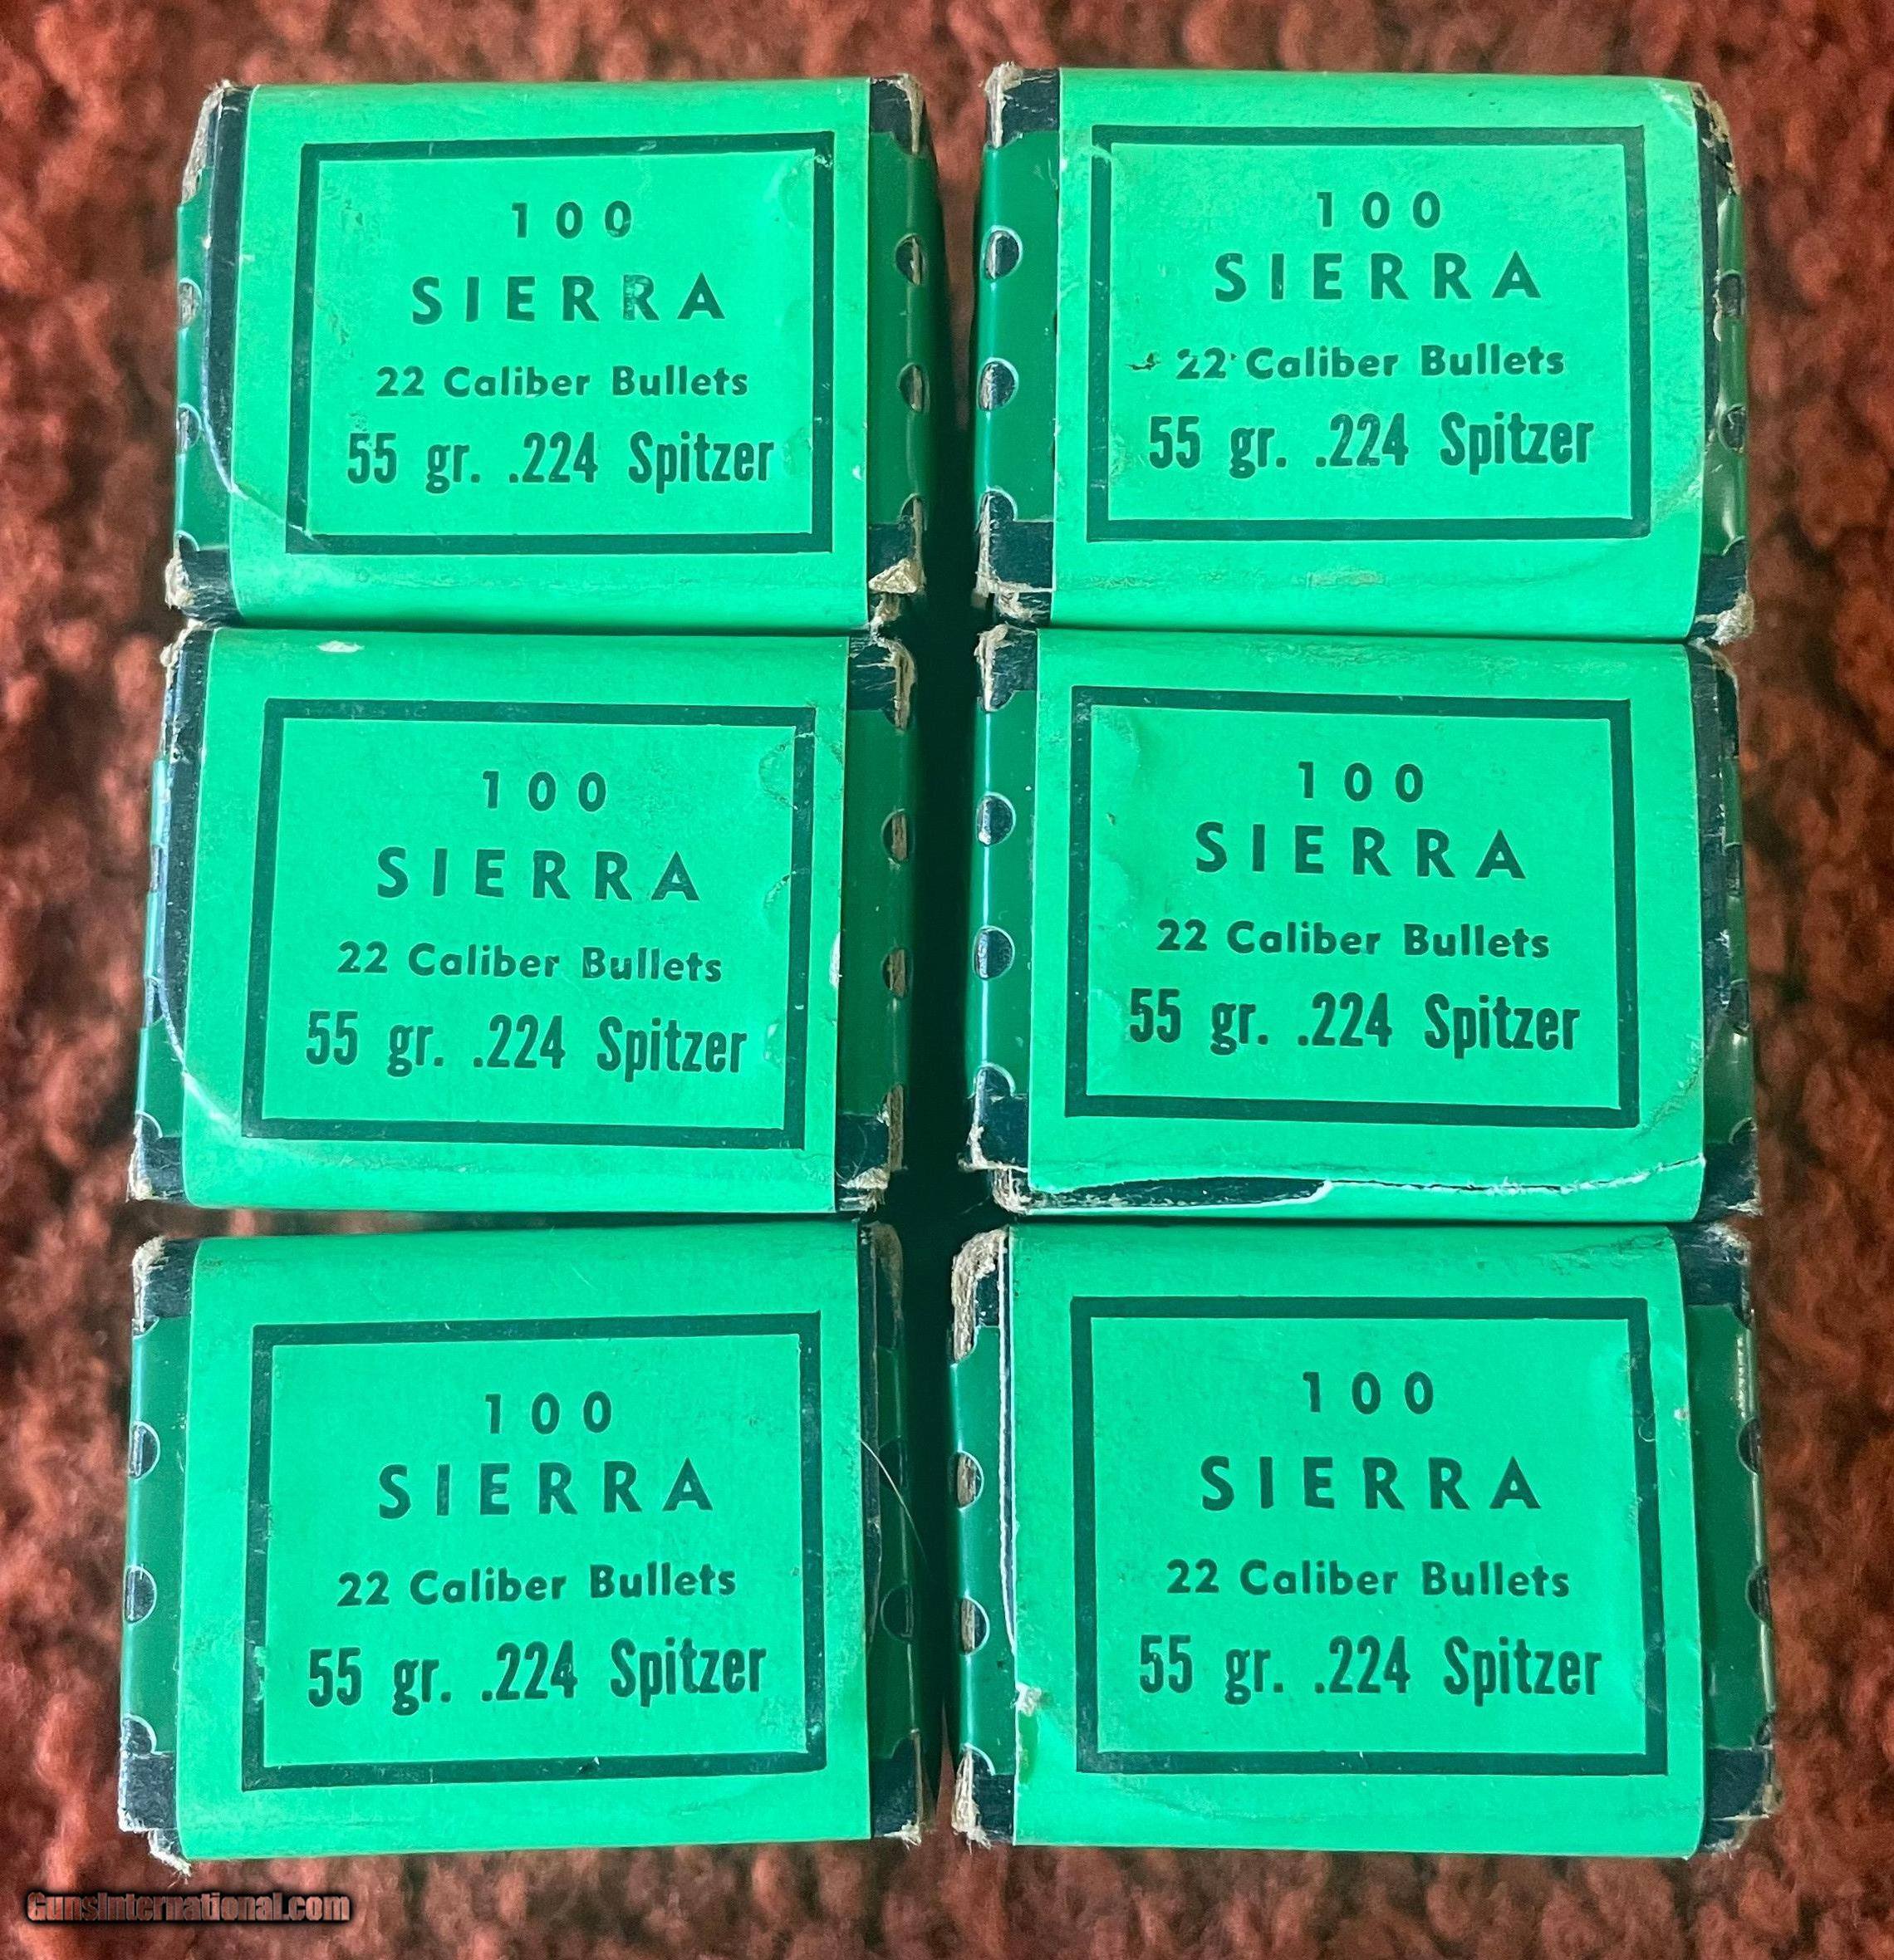 100
SIERRA
22 Caliber Bullets
55 gr. .224 Spitzer
100
SIERRA
22 Caliber Bullets
55 gr. .224 Spitzer
100
SIERRA
22 Caliber Bullets
55 gr. .224 Spitzer
100
SIERRA
22 Caliber Bullets
55 gr. .224 Spitzer
100
SIERRA
22 Caliber Bullets
55 gr. .224 Spitzer
100
SIERRA
22 Caliber Bullets
55 gr. .224 Spitzer
GunsInternational.com